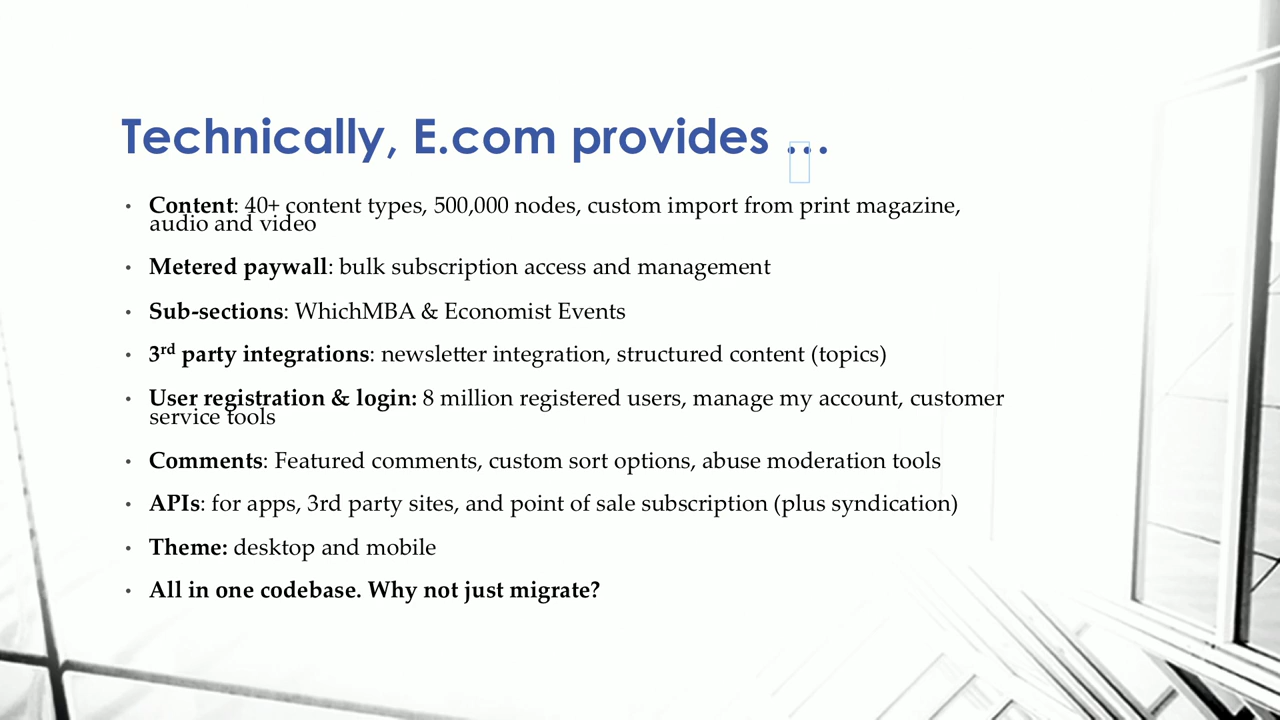 Technically, E.com provides ...
• Content: 40+ content types, 500,000 nodes, custom import from print magazine,
audio and video
• Metered paywall: bulk subscription access and management
• Sub-sections: WhichMBA & Economist Events
• 3rd party integrations: newsletter integration, structured content (topics)
• User registration & login: 8 million registered users, manage my account, customer
service tools
• Comments: Featured comments, custom sort options, abuse moderation tools
• APIs: for apps, 3rd party sites, and point of sale subscription (plus syndication)
• Theme: desktop and mobile
• All in one codebase. Why not just migrate?